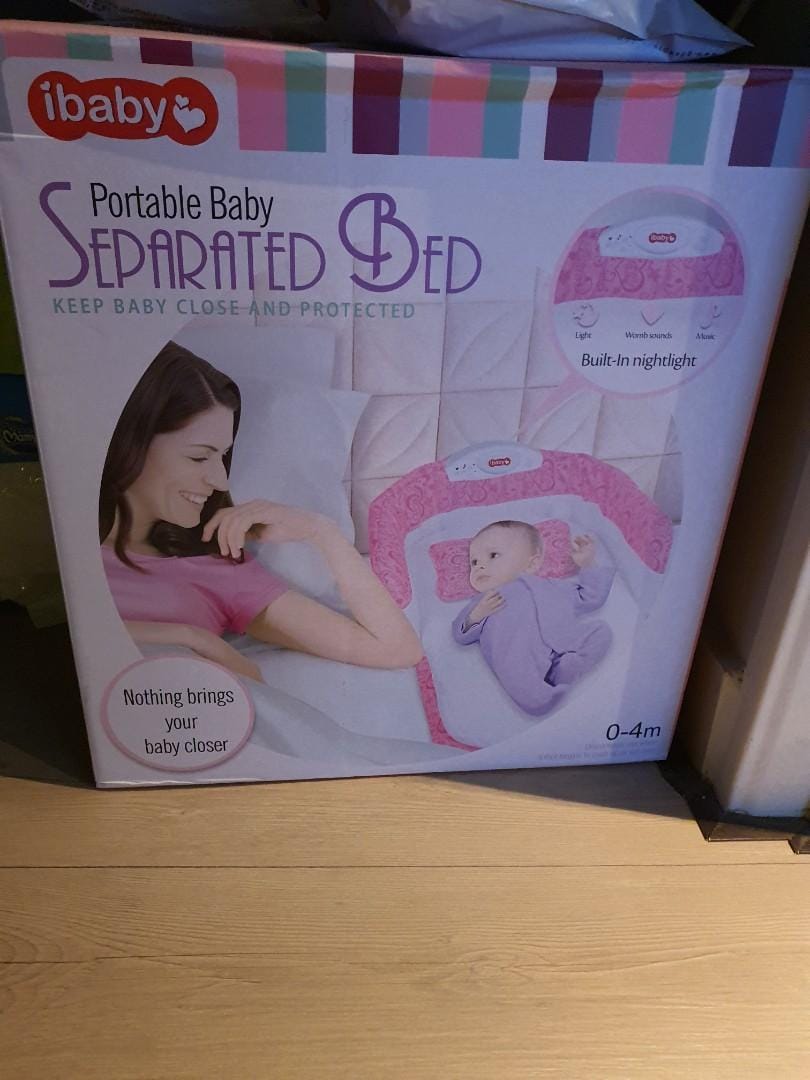 ibaby
Portable Baby
SEPARATED BED
KEEP BABY CLOSE AND PROTECTED
ibaby
Light Womb sounds Music
Built-In nightlight
ibaby
Nothing brings
your
baby closer
0-4m